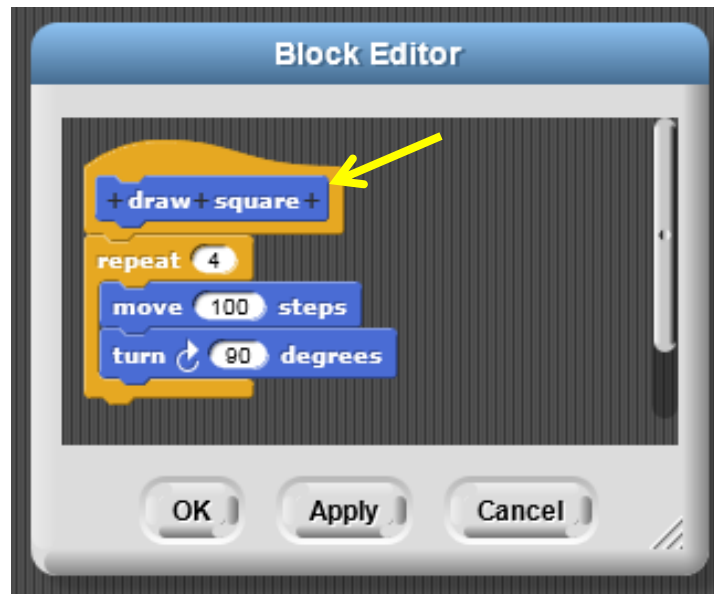 Block Editor
+ draw + square +
repeat 4
move 100 steps
turn 90 degrees
OK Apply Cancel